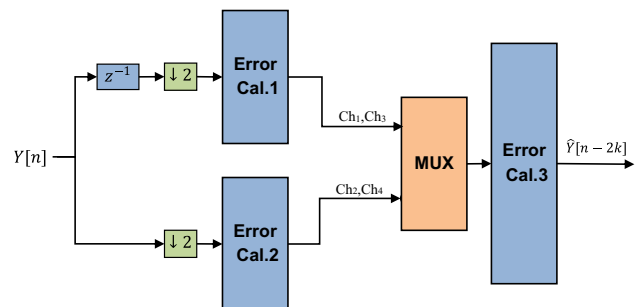 Y[n]
z⁻¹
↓ 2
Error
Cal.1
Ch₁,Ch₃
↓ 2
Error
Cal.2
Ch₂,Ch₄
MUX
Error
Cal.3
Ŷ[n − 2k]